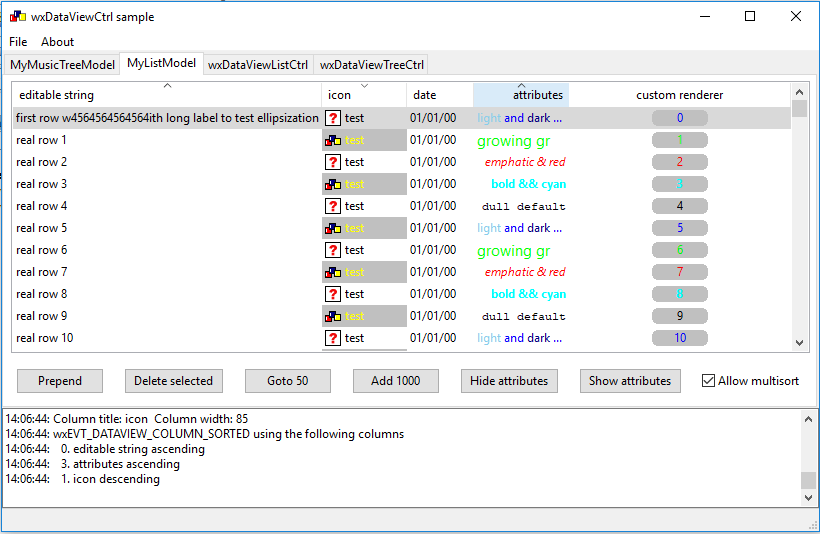 wxDataViewCtrl sample
File About
MyMusicTreeModel MyListModel wxDataViewListCtrl wxDataViewTreeCtrl
editable string icon date attributes custom renderer
first row w4564564564564ith long label to test ellipsization ? test 01/01/00 light and dark ... 0
real row 1 test 01/01/00 growing gr 1
real row 2 ? test 01/01/00 emphatic & red 2
real row 3 test 01/01/00 bold && cyan 3
real row 4 ? test 01/01/00 dull default 4
real row 5 test 01/01/00 light and dark ... 5
real row 6 ? test 01/01/00 growing gr 6
real row 7 test 01/01/00 emphatic & red 7
real row 8 ? test 01/01/00 bold && cyan 8
real row 9 test 01/01/00 dull default 9
real row 10 ? test 01/01/00 light and dark ... 10
Prepend Delete selected Goto 50 Add 1000 Hide attributes Show attributes Allow multisort
14:06:44: Column title: icon  Column width: 85
14:06:44: wxEVT_DATAVIEW_COLUMN_SORTED using the following columns
14:06:44:    0. editable string ascending
14:06:44:    3. attributes ascending
14:06:44:    1. icon descending